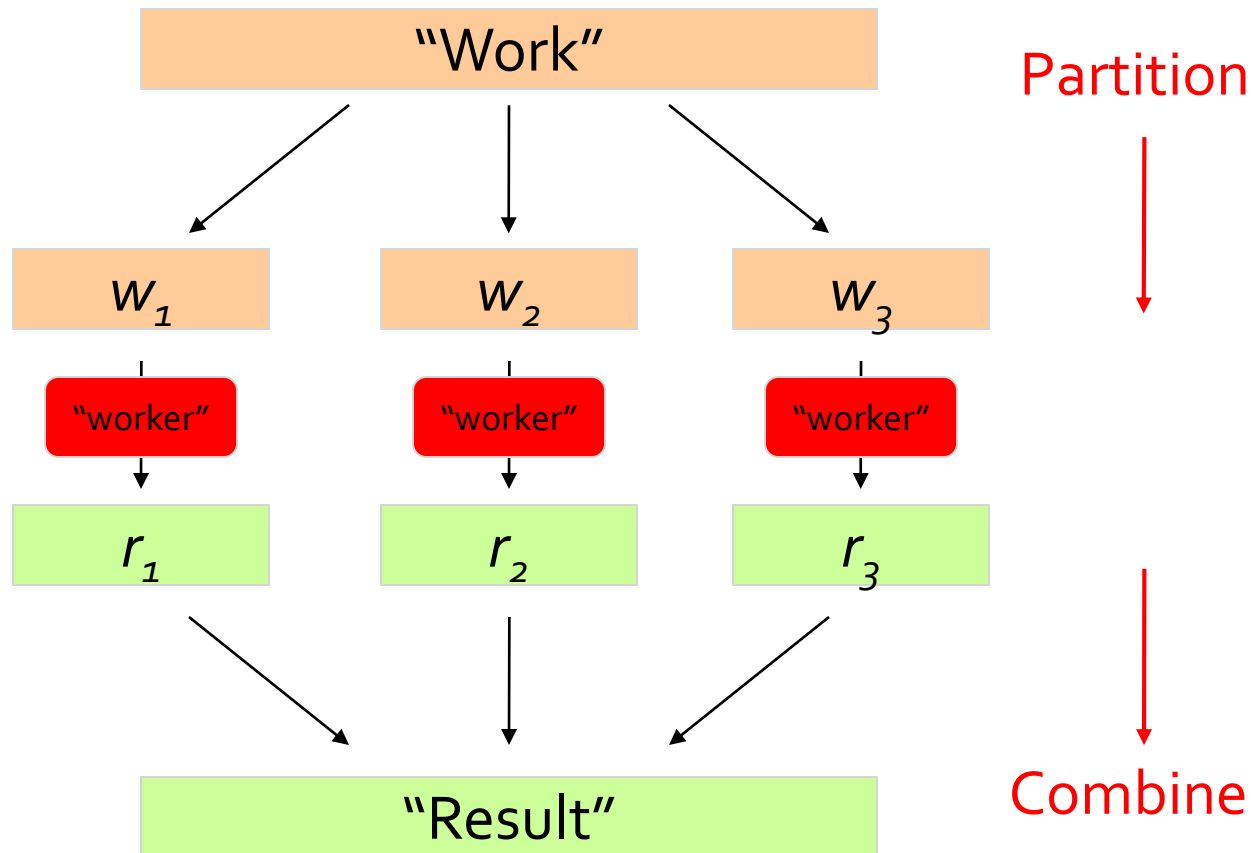 “Work”
Partition
w1 w2 w3
“worker” “worker” “worker”
r1 r2 r3
“Result”
Combine